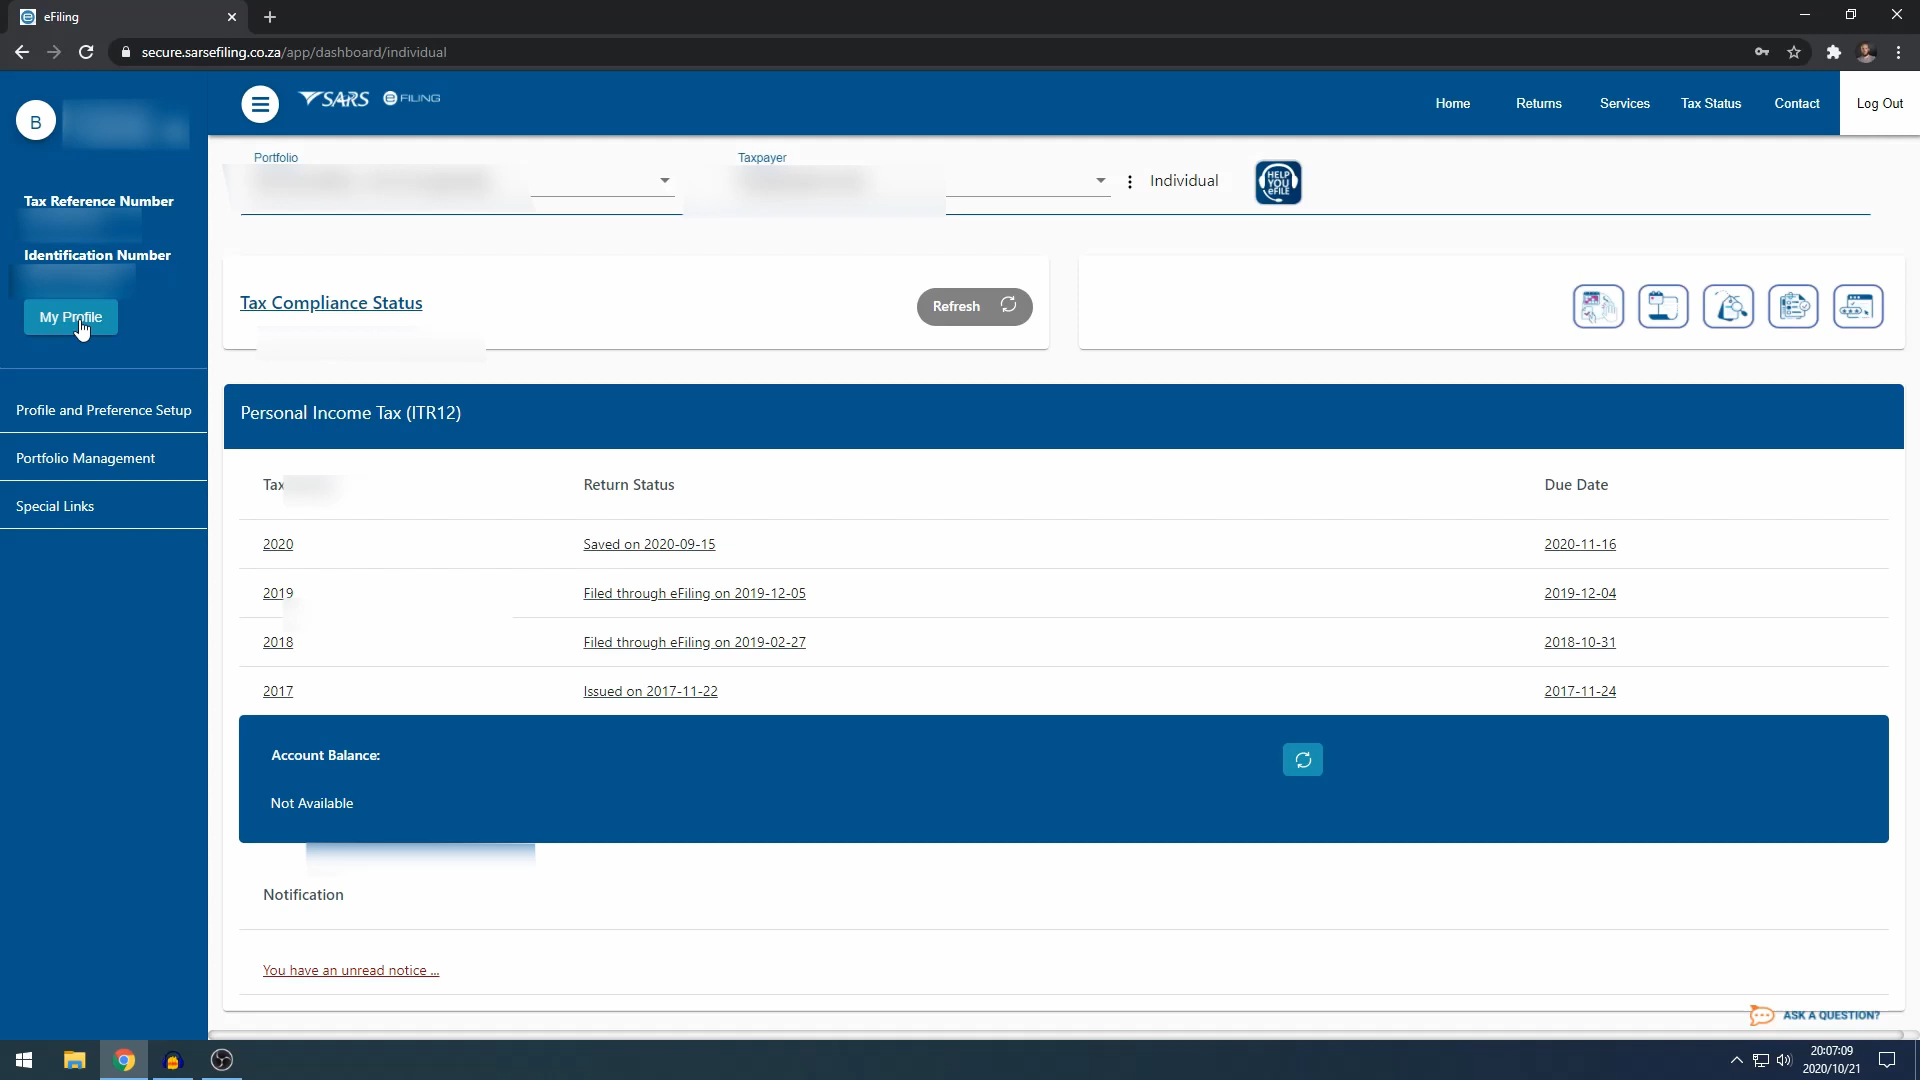 eFiling
secure.sarsefiling.co.za/app/dashboard/individual
B
SARS eFILING
Home Returns Services Tax Status Contact Log Out
Portfolio Taxpayer
Individual
HELP YOU eFILE
Tax Reference Number
Identification Number
My Profile
Tax Compliance Status
Refresh
Profile and Preference Setup
Portfolio Management
Special Links
Personal Income Tax (ITR12)
Tax Return Status Due Date
2020 Saved on 2020-09-15 2020-11-16
2019 Filed through eFiling on 2019-12-05 2019-12-04
2018 Filed through eFiling on 2019-02-27 2018-10-31
2017 Issued on 2017-11-22 2017-11-24
Account Balance:
Not Available
Notification
You have an unread notice ...
ASK A QUESTION?
20:07:09
2020/10/21